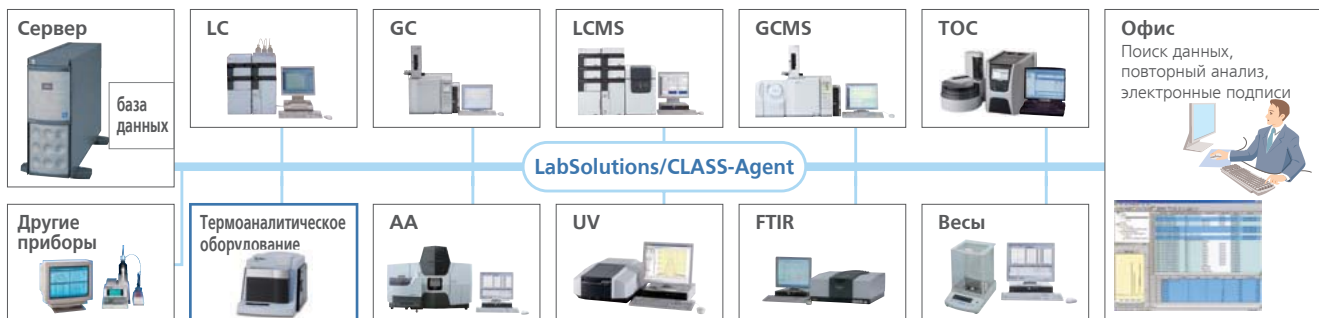 Сервер
база
данных
LC
GC
LCMS
GCMS
TOC
Офис
Поиск данных,
повторный анализ,
электронные подписи
LabSolutions/CLASS-Agent
Другие
приборы
Термоаналитическое
оборудование
AA
UV
FTIR
Весы